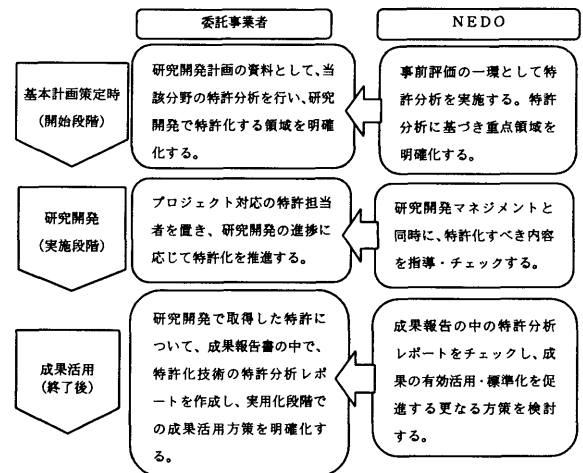 委託事業者
NEDO
基本計画策定時
(開始段階)
研究開発計画の資料として、当
該分野の特許分析を行い、研究
開発で特許化する領域を明確
化する。
事前評価の一環として特
許分析を実施する。特許
分析に基づき重点領域を
明確化する。
研究開発
(実施段階)
プロジェクト対応の特許担当
者を置き、研究開発の進捗に
応じて特許化を推進する。
研究開発マネジメントと
同時に、特許化すべき内容
を指導・チェックする。
成果活用
(終了後)
研究開発で取得した特許に
ついて、成果報告書の中で、
特許化技術の特許分析レポ
ートを作成し、実用化段階で
の成果活用方策を明確化す
る。
成果報告の中の特許分析
レポートをチェックし、成
果の有効活用・標準化を促
進する更なる方策を検討
する。